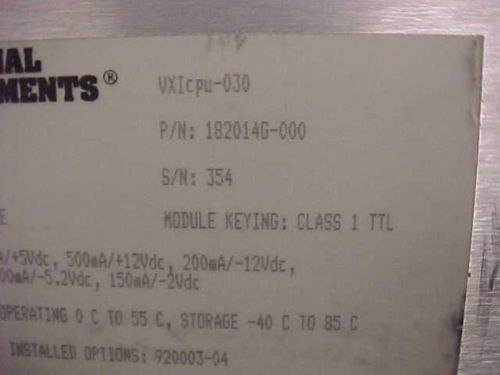 NAL
MENTS®
VXIcpu-030
P/N: 182014G-000
S/N: 354
E
MODULE KEYING: CLASS 1 TTL
A/+5Vdc, 500mA/+12Vdc, 200mA/-12Vdc,
00mA/-5.2Vdc, 150mA/-2Vdc
OPERATING 0 C TO 55 C, STORAGE -40 C TO 85 C
INSTALLED OPTIONS: 920003-04